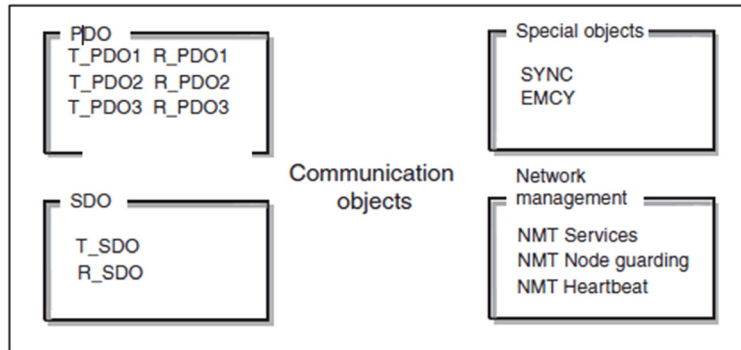 PDO
T_PDO1 R_PDO1
T_PDO2 R_PDO2
T_PDO3 R_PDO3
Special objects
SYNC
EMCY
Communication
objects
SDO
T_SDO
R_SDO
Network
management
NMT Services
NMT Node guarding
NMT Heartbeat